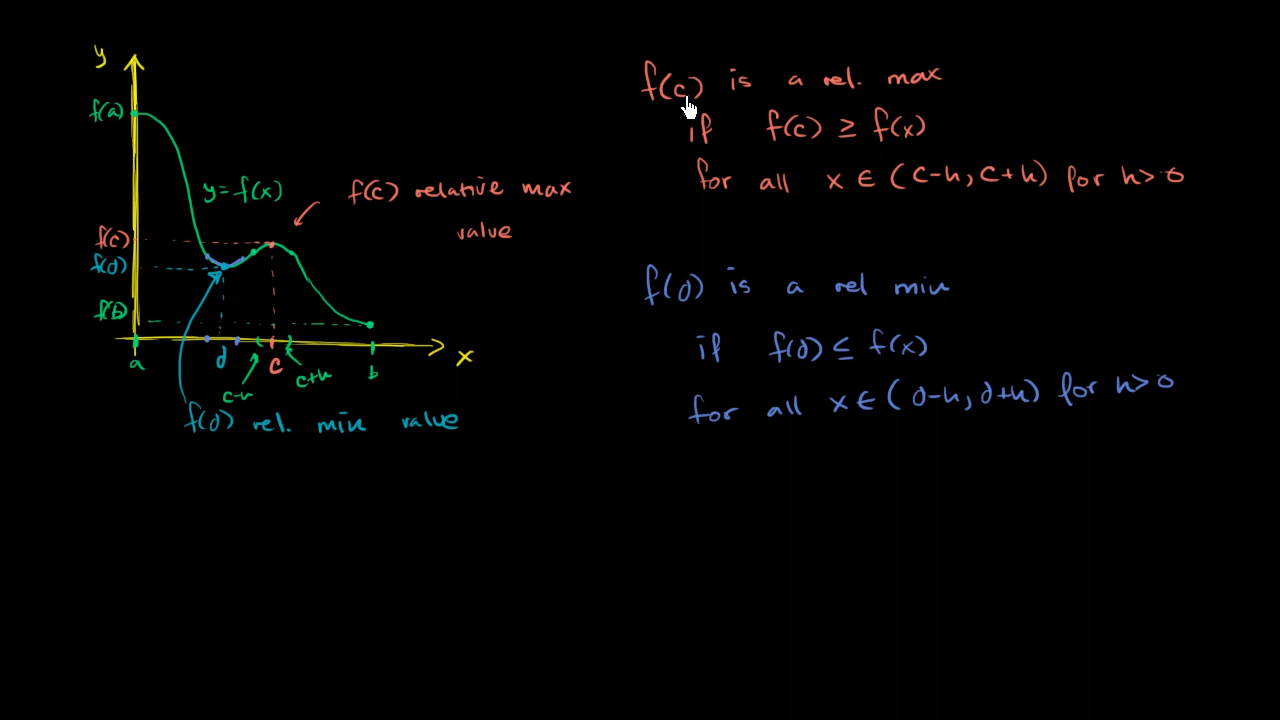 y
f(a)
y = f(x)
f(c) relative max
value
f(c)
f(d)
f(b)
a
d
c
b
x
c-h
c+h
f(d) rel. min value
f(c) is a rel. max
if f(c) ≥ f(x)
for all x ∈ (c-h, c+h) for h>0
f(d) is a rel min
if f(d) ≤ f(x)
for all x ∈ (d-h, d+h) for h>0